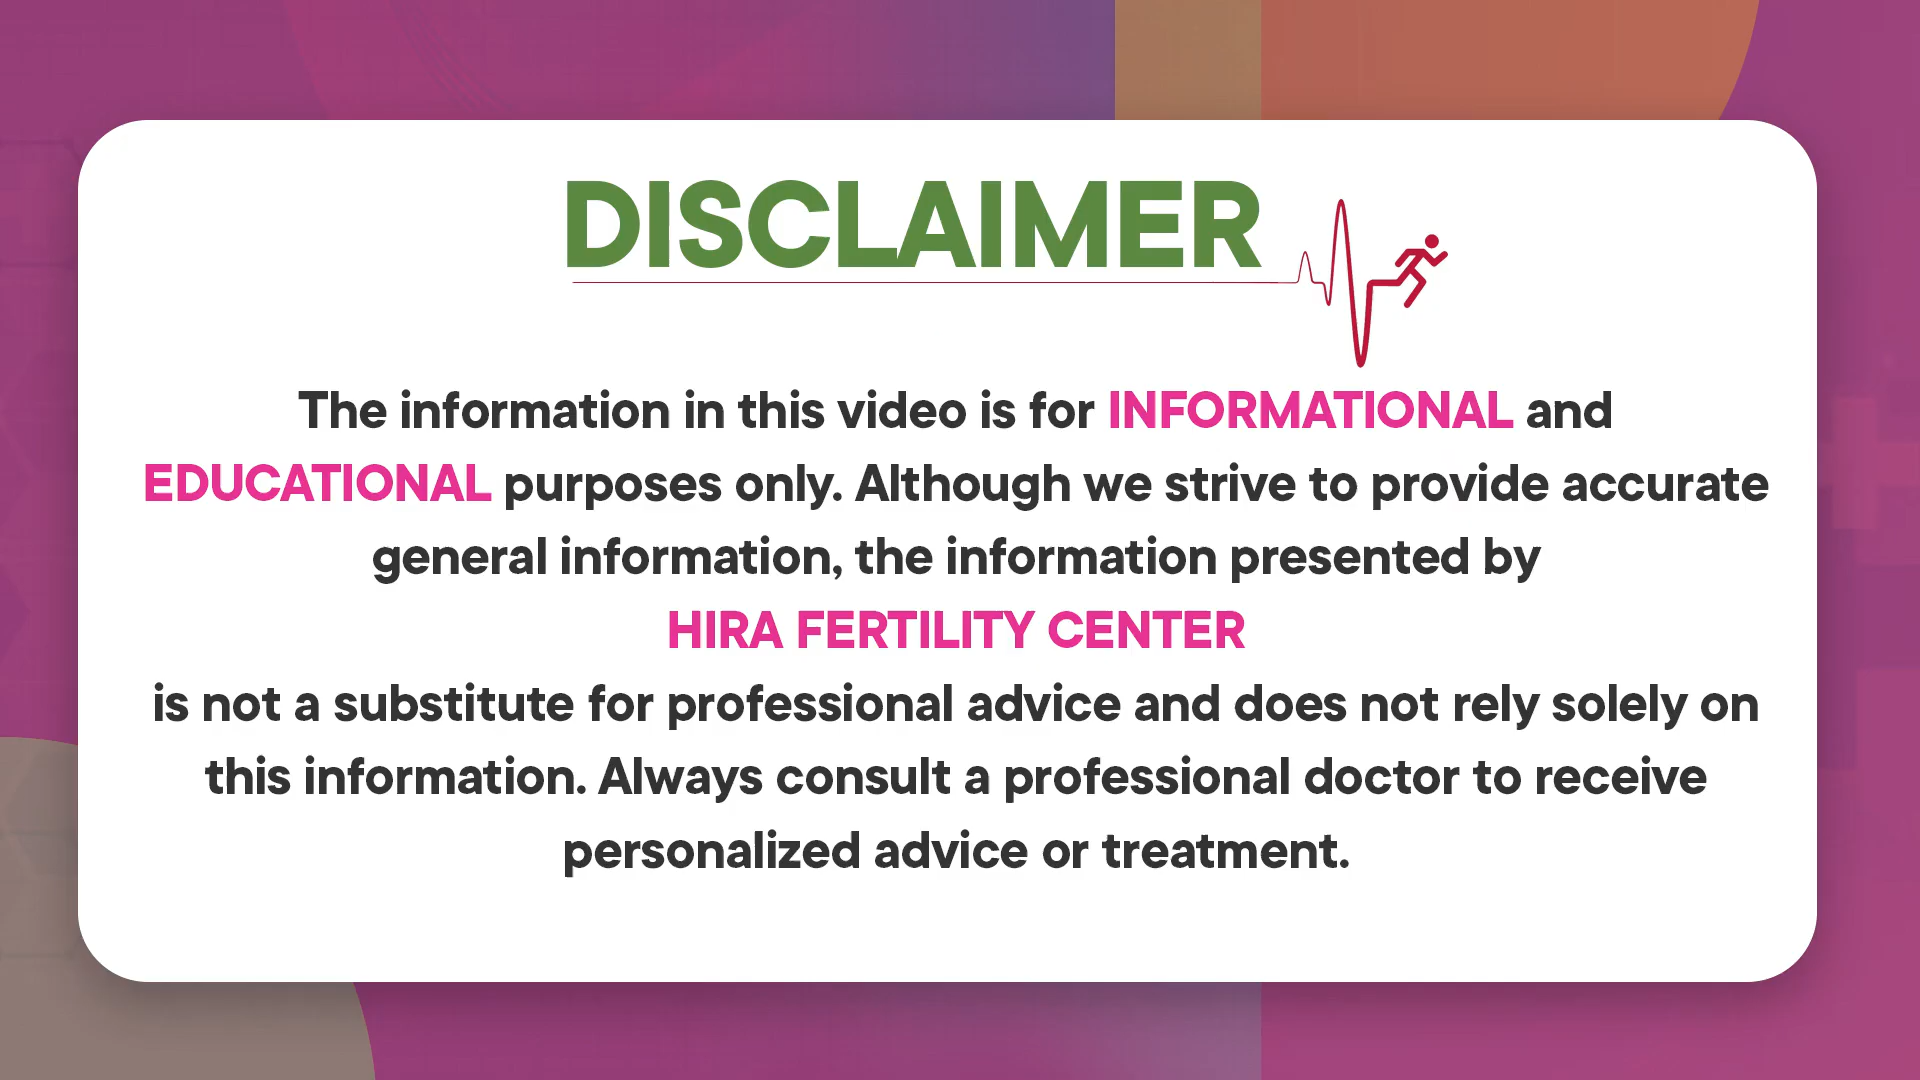 DISCLAIMER
The information in this video is for INFORMATIONAL and
EDUCATIONAL purposes only. Although we strive to provide accurate
general information, the information presented by
HIRA FERTILITY CENTER
is not a substitute for professional advice and does not rely solely on
this information. Always consult a professional doctor to receive
personalized advice or treatment.